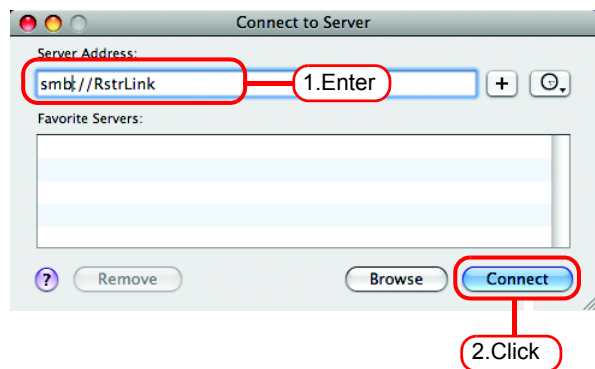 Connect to Server
Server Address:
smb://RstrLink
1.Enter
+
Favorite Servers:
? Remove Browse Connect
2.Click